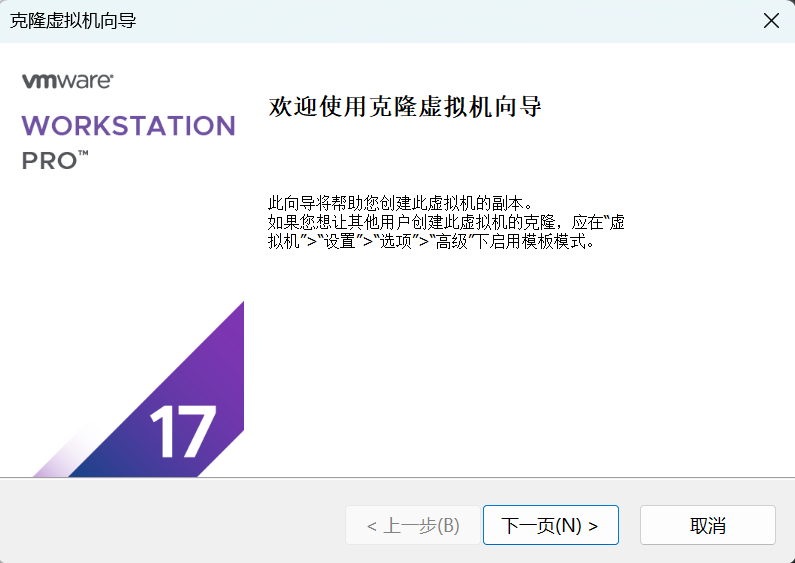 克隆虚拟机向导
vmware®
WORKSTATION
PRO™
欢迎使用克隆虚拟机向导
此向导将帮助您创建此虚拟机的副本。
如果您想让其他用户创建此虚拟机的克隆，应在“虚
拟机”>“设置”>“选项”>“高级”下启用模板模式。
17
< 上一步(B)
下一页(N) >
取消